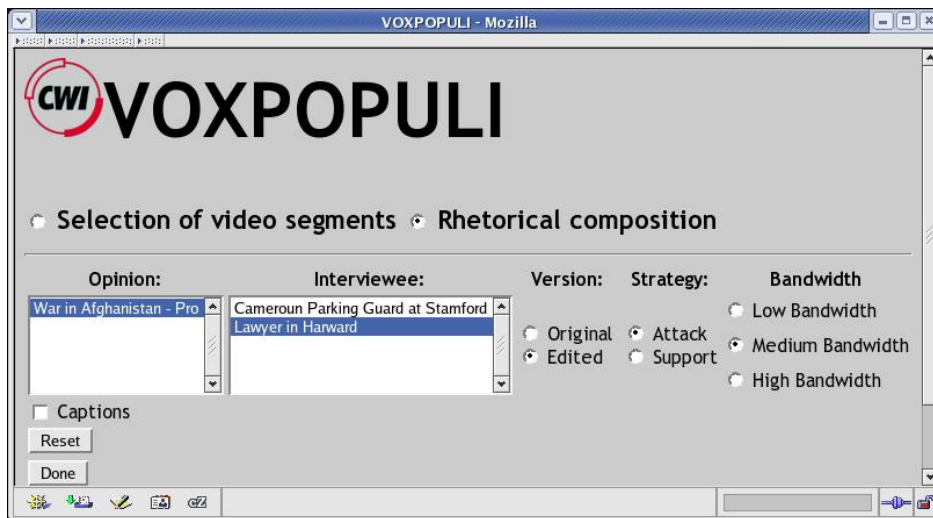 VOXPOPULI - Mozilla
CWI VOXPOPULI
Selection of video segments Rhetorical composition
Opinion: Interviewee: Version: Strategy: Bandwidth
War in Afghanistan - Pro Cameroun Parking Guard at Stamford Low Bandwidth
Lawyer in Harward Original Attack Medium Bandwidth
Edited Support
High Bandwidth
Captions
Reset
Done